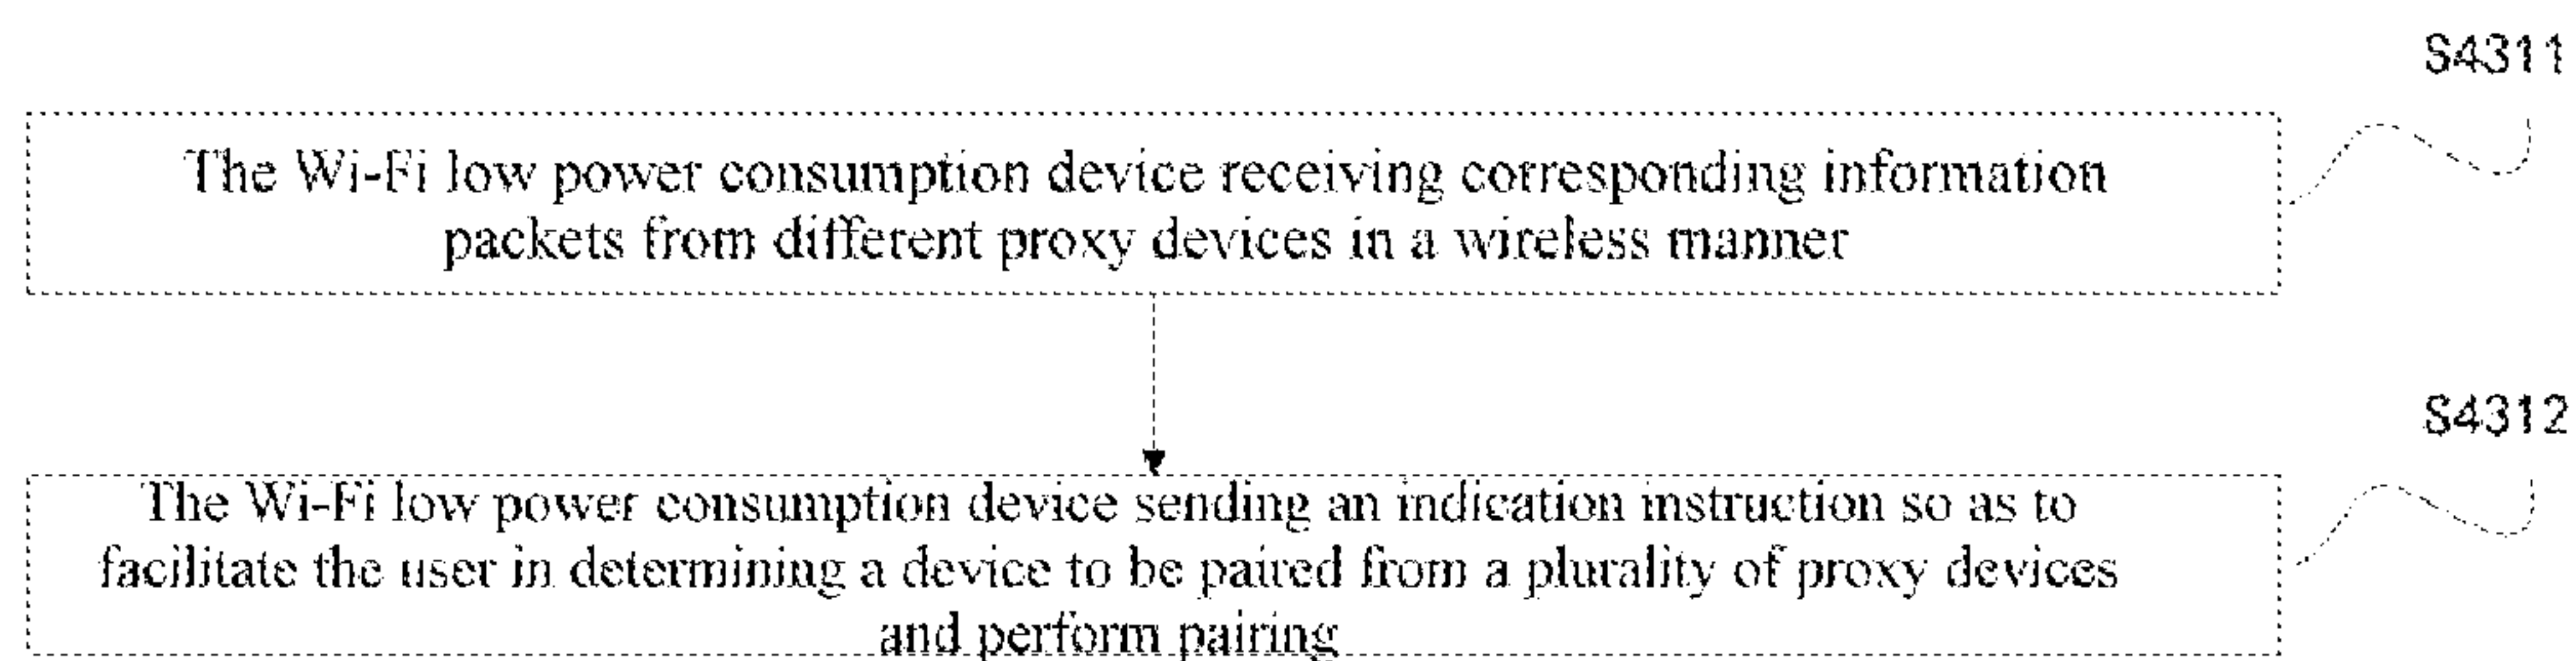 S4311
The Wi-Fi low power consumption device receiving corresponding information
packets from different proxy devices in a wireless manner
S4312
The Wi-Fi low power consumption device sending an indication instruction so as to
facilitate the user in determining a device to be paired from a plurality of proxy devices
and perform pairing